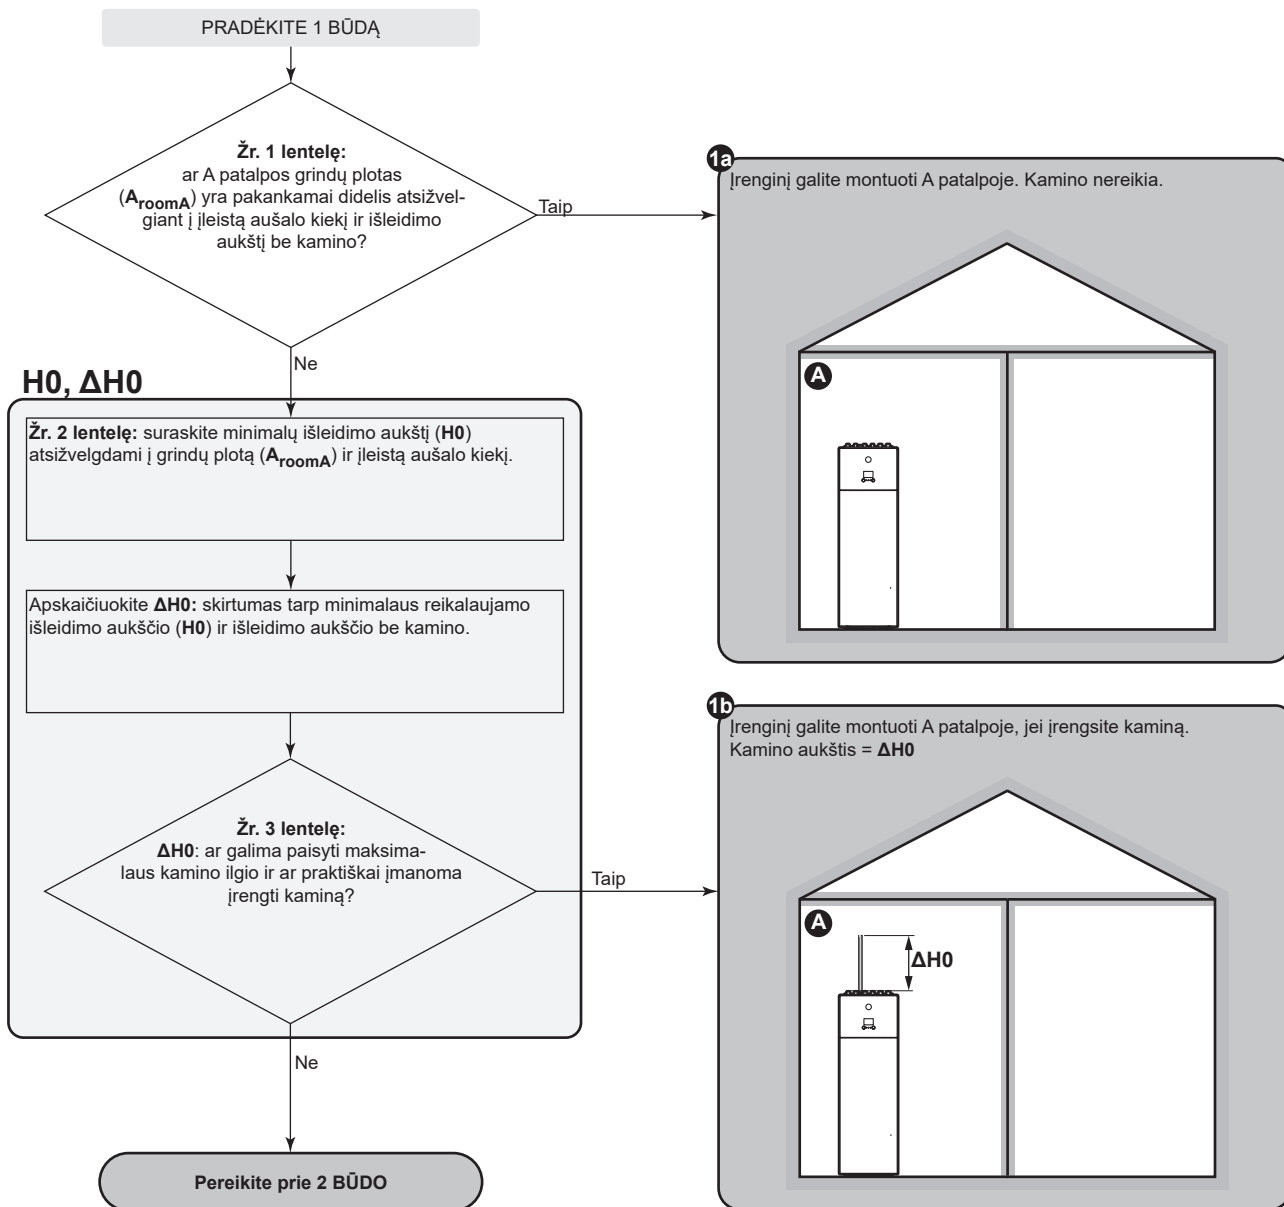 PRADĖKITE 1 BŪDĄ
Žr. 1 lentelę:
ar A patalpos grindų plotas
(AroomA) yra pakankamai didelis atsižvel-
giant į įleistą aušalo kiekį ir išleidimo
aukštį be kamino?
Taip
1a
Įrenginį galite montuoti A patalpoje. Kamino nereikia.
A
Ne
H0, ΔH0
Žr. 2 lentelę: suraskite minimalų išleidimo aukštį (H0)
atsižvelgdami į grindų plotą (AroomA) ir įleistą aušalo kiekį.
Apskaičiuokite ΔH0: skirtumas tarp minimalaus reikalaujamo
išleidimo aukščio (H0) ir išleidimo aukščio be kamino.
Žr. 3 lentelę:
ΔH0: ar galima paisyti maksima-
laus kamino ilgio ir ar praktiškai įmanoma
įrengti kaminą?
Taip
1b
Įrenginį galite montuoti A patalpoje, jei įrengsite kaminą.
Kamino aukštis = ΔH0
A
ΔH0
Ne
Pereikite prie 2 BŪDO